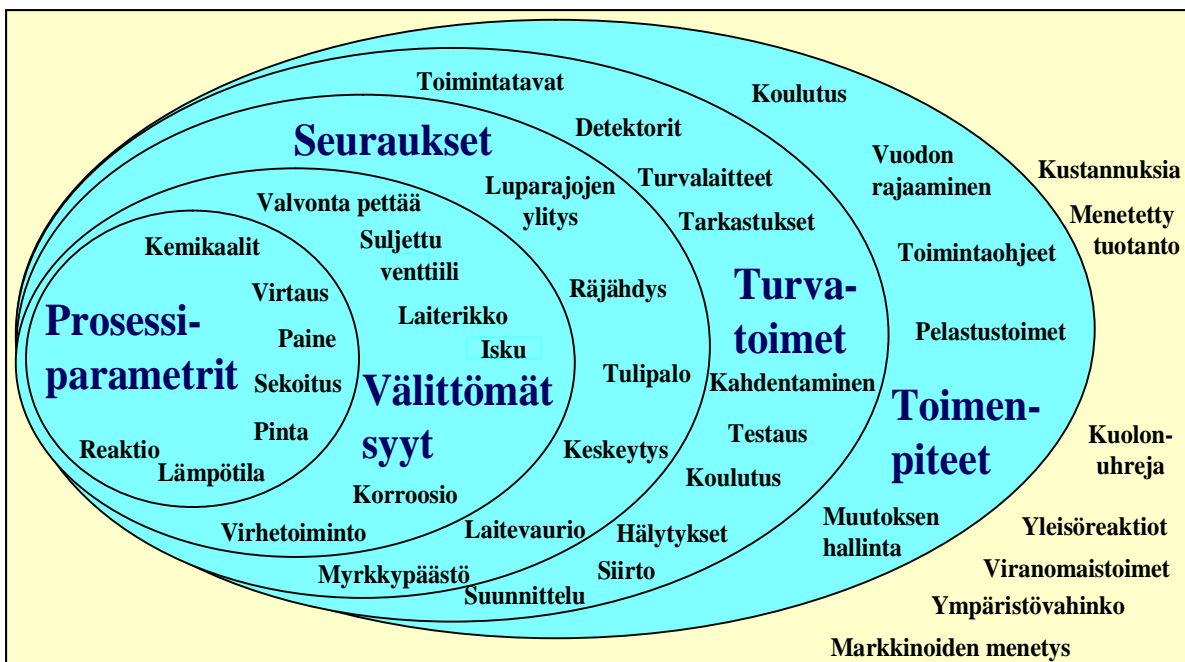 Prosessi-
parametrit
Kemikaalit
Virtaus
Paine
Sekoitus
Pinta
Reaktio
Lämpötila
Välittömät
syyt
Valvonta pettää
Suljettu
venttiili
Laiterikko
Isku
Korroosio
Virhetoiminto
Seuraukset
Luparajojen
ylitys
Räjähdys
Tulipalo
Keskeytys
Laitevaurio
Myrkkypäästö
Turva-
toimet
Toimintatavat
Detektorit
Turvalaitteet
Tarkastukset
Kahdentaminen
Testaus
Koulutus
Hälytykset
Siirto
Suunnittelu
Toimen-
piteet
Koulutus
Vuodon
rajaaminen
Toimintaohjeet
Pelastustoimet
Muutoksen
hallinta
Kustannuksia
Menetetty
tuotanto
Kuolon-
uhreja
Yleisöreaktiot
Viranomaistoimet
Ympäristövahinko
Markkinoiden menetys